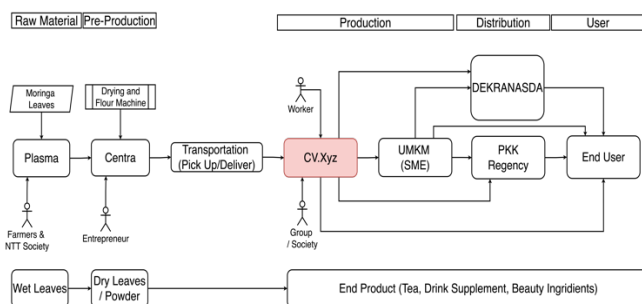 Raw Material
Pre-Production
Production
Distribution
User
Moringa
Leaves
Drying and
Flour Machine
Worker
DEKRANASDA
Plasma
Centra
Transportation
(Pick Up/Deliver)
CV.Xyz
UMKM
(SME)
PKK
Regency
End User
Farmers &
NTT Society
Entrepreneur
Group
/ Society
Wet Leaves
Dry Leaves
/ Powder
End Product (Tea, Drink Supplement, Beauty Ingridients)